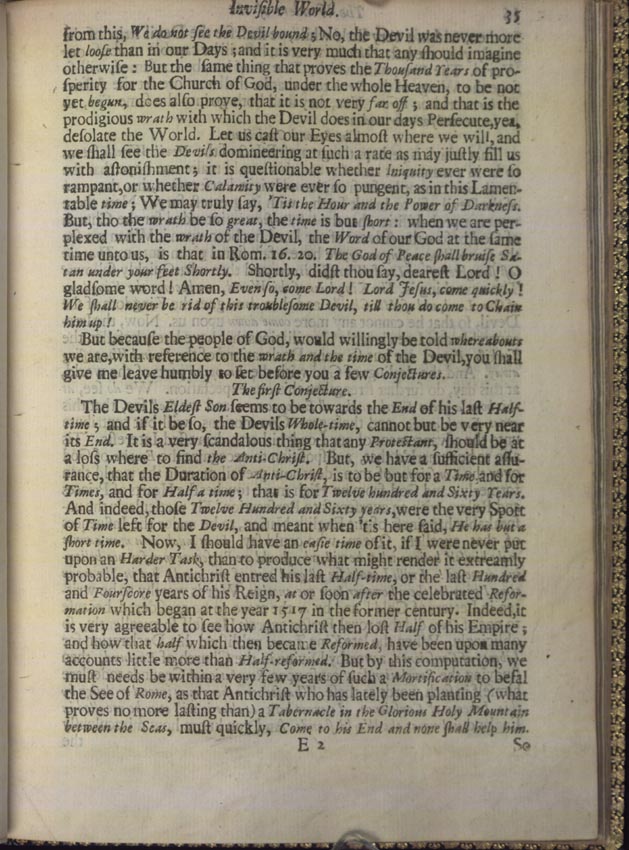 Invisible World. 35
from this, We do not see the Devil bound; No, the Devil was never more
let loose than in our Days; and it is very much that any should imagine
otherwise: But the same thing that proves the Thousand Years of pro-
sperity for the Church of God, under the whole Heaven, to be not
yet begun, does also prove, that it is not very far off; and that is the
prodigious wrath with which the Devil does in our days Persecute, yea,
desolate the World. Let us cast our Eyes almost where we will, and
we shall see the Devils domineering at such a rate as may justly fill us
with astonishment; it is questionable whether Iniquity ever were so
rampant, or whether Calamity were ever so pungent, as in this Lamen-
table time; We may truly say, 'Tis the Hour and the Power of Darkness.
But, tho the wrath be so great, the time is but short: when we are per-
plexed with the wrath of the Devil, the Word of our God at the same
time unto us, is that in Rom. 16. 20. The God of Peace shall bruise Sa-
tan under your feet Shortly. Shortly, didst thou say, dearest Lord! O
gladsome word! Amen, Even so, come Lord! Lord Jesus, come quickly!
We shall never be rid of this troublesome Devil, till thou do come to Chain
him up!
But because the people of God, would willingly be told whereabouts
we are, with reference to the wrath and the time of the Devil, you shall
give me leave humbly to set before you a few Conjectures.
The first Conjecture.
The Devils Eldest Son seems to be towards the End of his last Half-
time; and if it be so, the Devils Whole-time, cannot but be very near
its End. It is a very scandalous thing that any Protestant, should be at
a loss where to find the Anti-Christ. But, we have a sufficient assu-
rance, that the Duration of Anti-Christ, is to be but for a Time, and for
Times, and for Half a time; that is for Twelve hundred and Sixty Years.
And indeed, those Twelve Hundred and Sixty years, were the very Spott
of Time left for the Devil, and meant when 'tis here said, He has but a
short time. Now, I should have an easie time of it, if I were never put
upon an Harder Task, than to produce what might render it extreamly
probable, that Antichrist entred his last Half-time, or the last Hundred
and Fourscore years of his Reign, at or soon after the celebrated Refor-
mation which began at the year 1517 in the former century. Indeed, it
is very agreeable to see how Antichrist then lost Half of his Empire;
and how that half which then became Reformed, have been upon many
accounts little more than Half-reformed. But by this computation, we
must needs be within a very few years of such a Mortification to befal
the See of Rome, as that Antichrist who has lately been planting (what
proves no more lasting than) a Tabernacle in the Glorious Holy Mountain
between the Seas, must quickly, Come to his End and none shall help him.
E 2 So